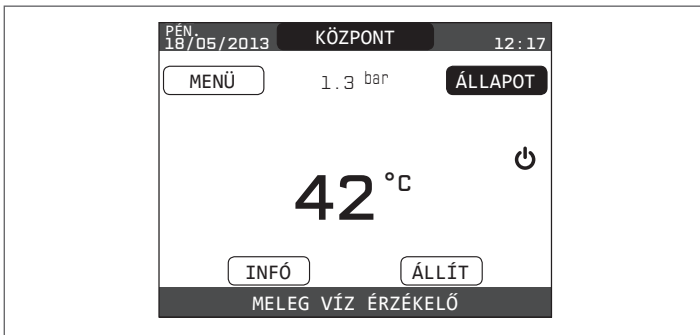 PÉN.
18/05/2013 KÖZPONT 12:17
MENÜ 1.3 bar ÁLLAPOT
42 °C
INFÓ ÁLLÍT
MELEG VÍZ ÉRZÉKELŐ